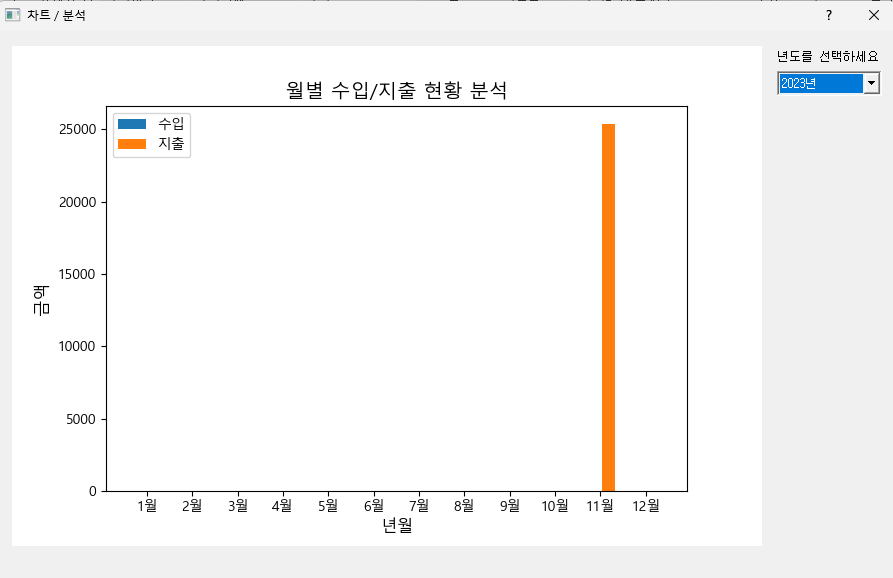 차트 / 분석
?
년도를 선택하세요
2023년
월별 수입/지출 현황 분석
수입
지출
25000
20000
15000
10000
5000
0
금액
1월 2월 3월 4월 5월 6월 7월 8월 9월 10월 11월 12월
년월